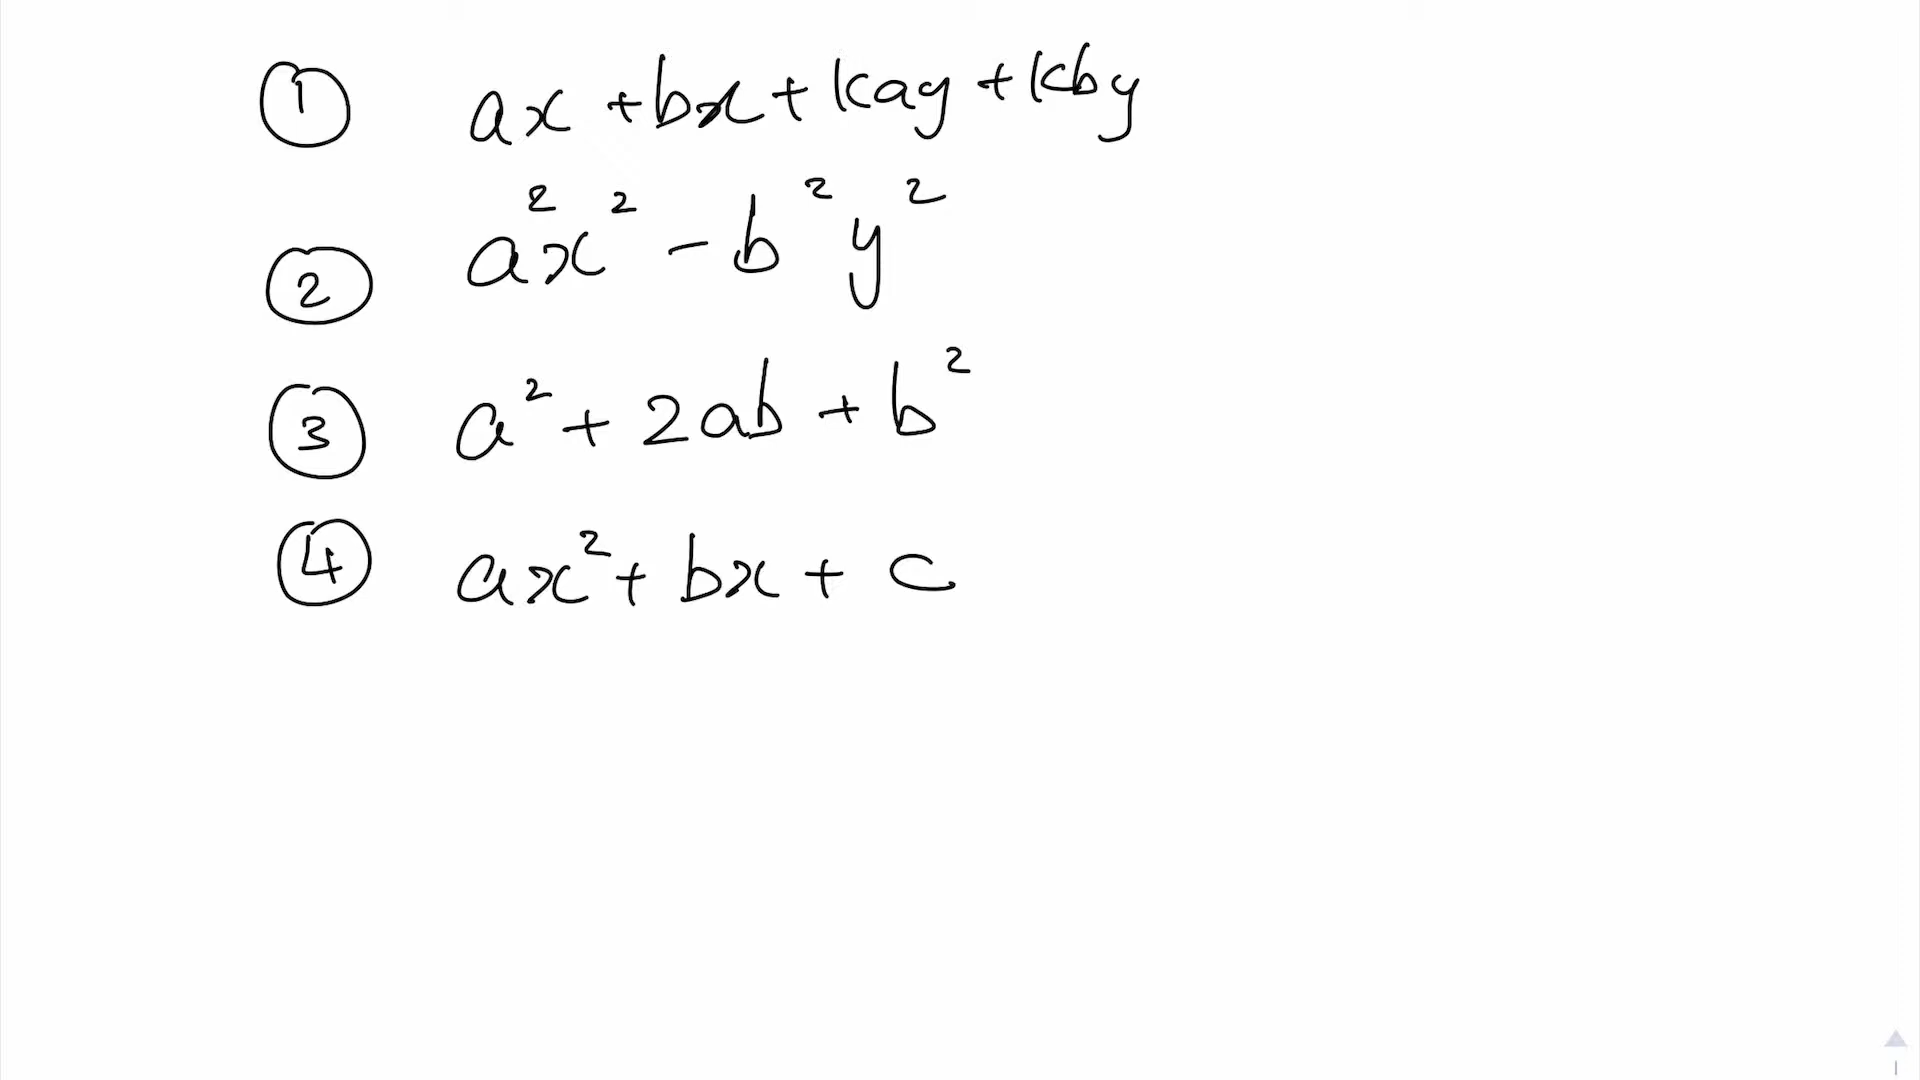 ① ax + bx + kay + kby
② a²x² - b²y²
③ a² + 2ab + b²
④ ax² + bx + c